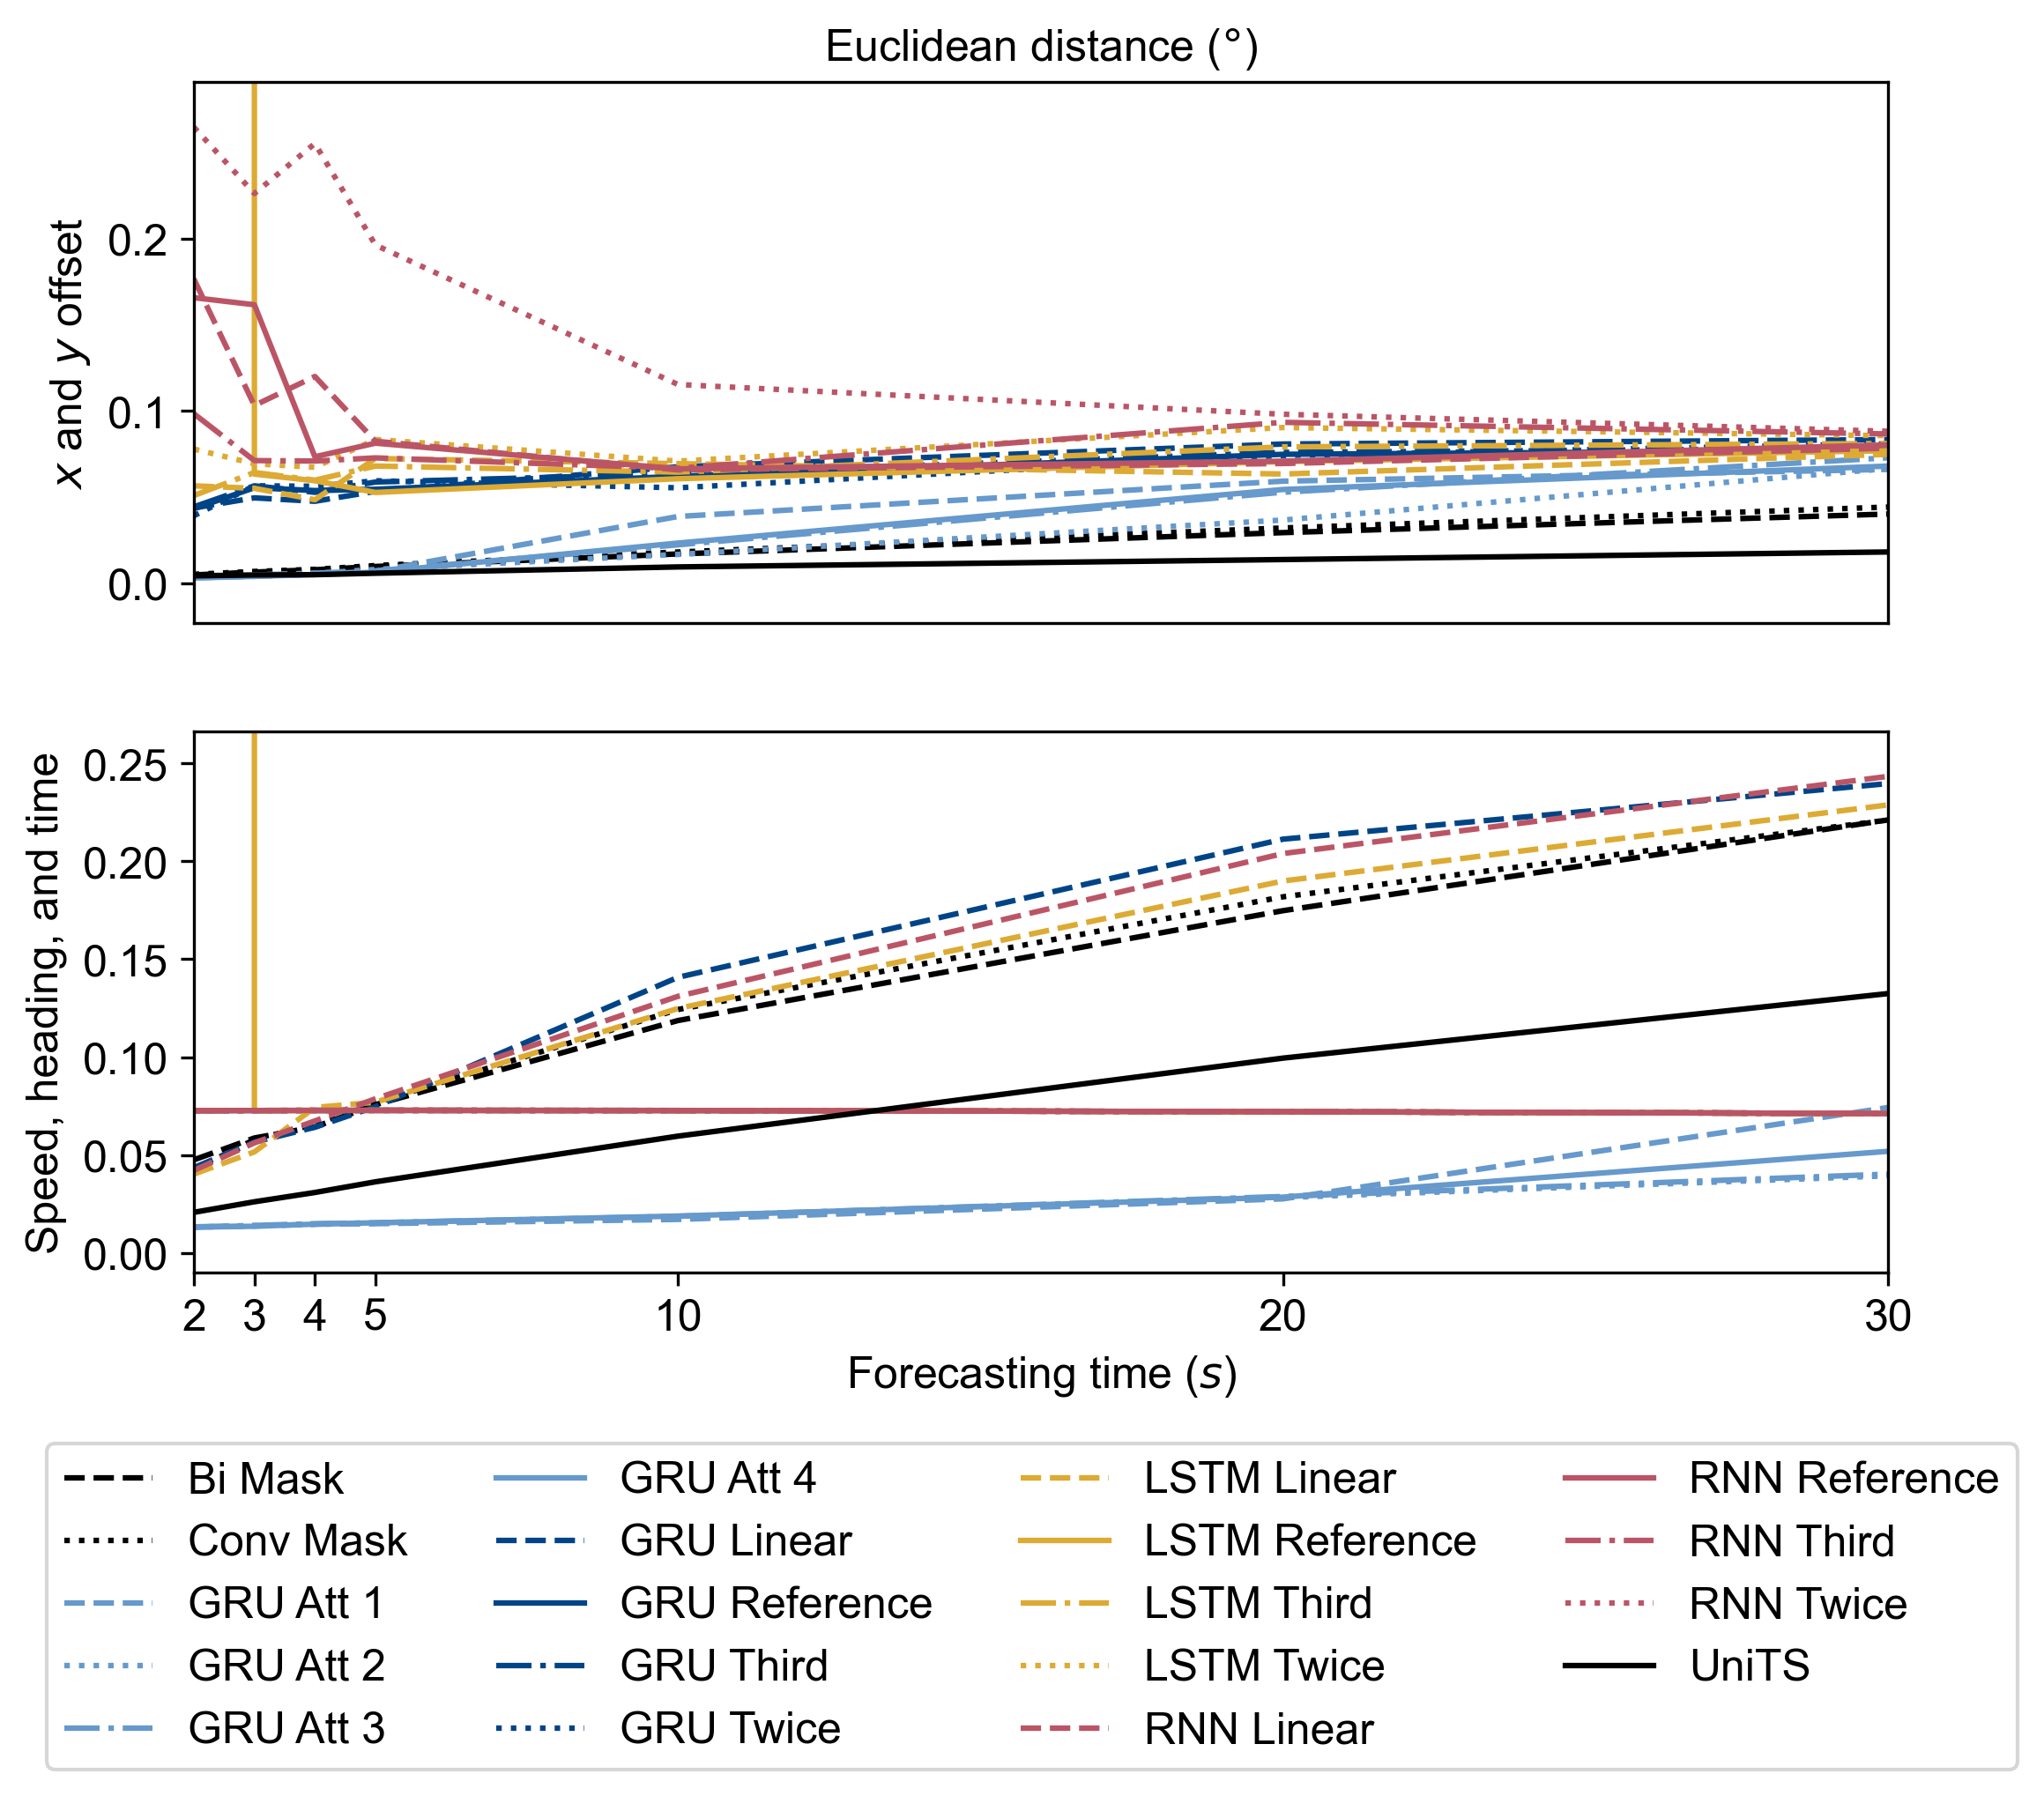 Euclidean distance (°)
x and y offset
0.2
0.1
0.0
Speed, heading, and time
0.25
0.20
0.15
0.10
0.05
0.00
2 3 4 5 10 20 30
Forecasting time (s)
Bi Mask
Conv Mask
GRU Att 1
GRU Att 2
GRU Att 3
GRU Att 4
GRU Linear
GRU Reference
GRU Third
GRU Twice
LSTM Linear
LSTM Reference
LSTM Third
LSTM Twice
RNN Linear
RNN Reference
RNN Third
RNN Twice
UniTS